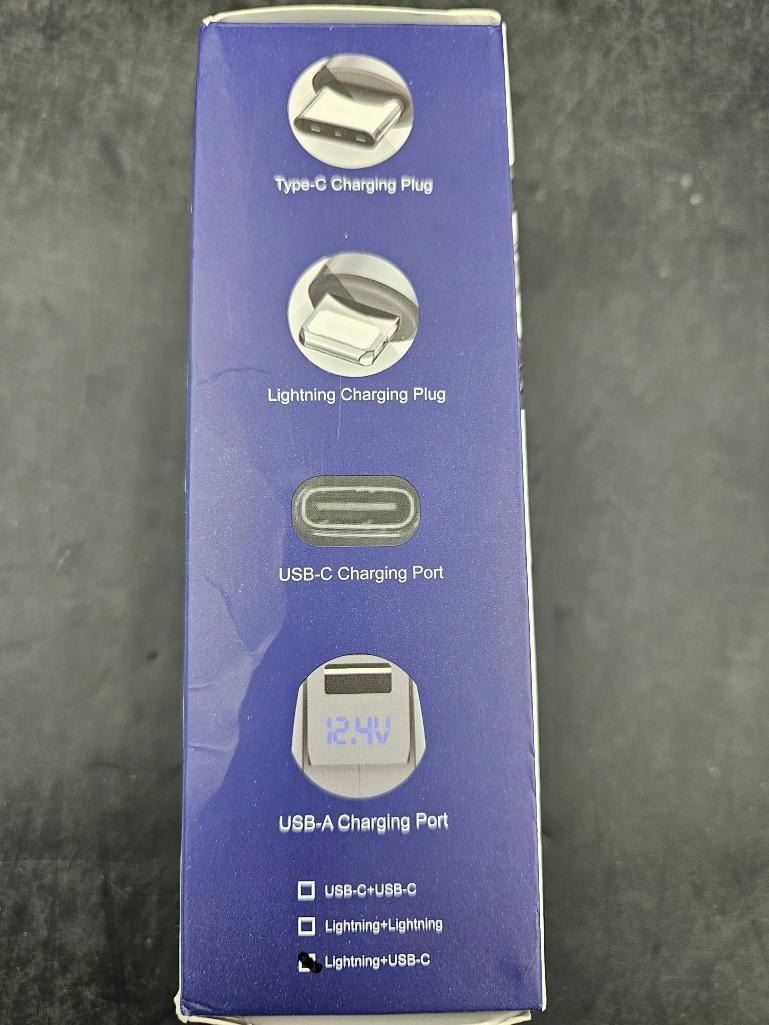 Type-C Charging Plug
Lightning Charging Plug
USB-C Charging Port
12.4V
USB-A Charging Port
USB-C+USB-C
Lightning+Lightning
Lightning+USB-C